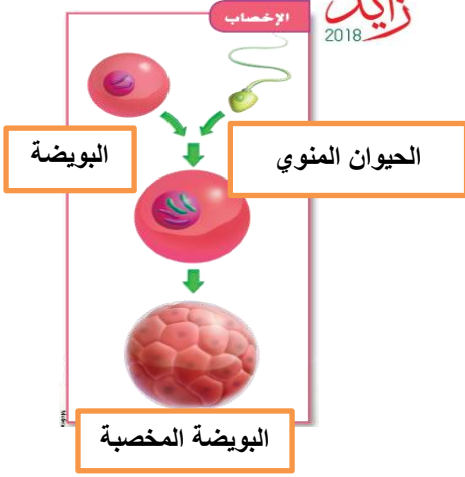 الإخصاب
زايد
2018
البويضة
الحيوان المنوي
البويضة المخصبة